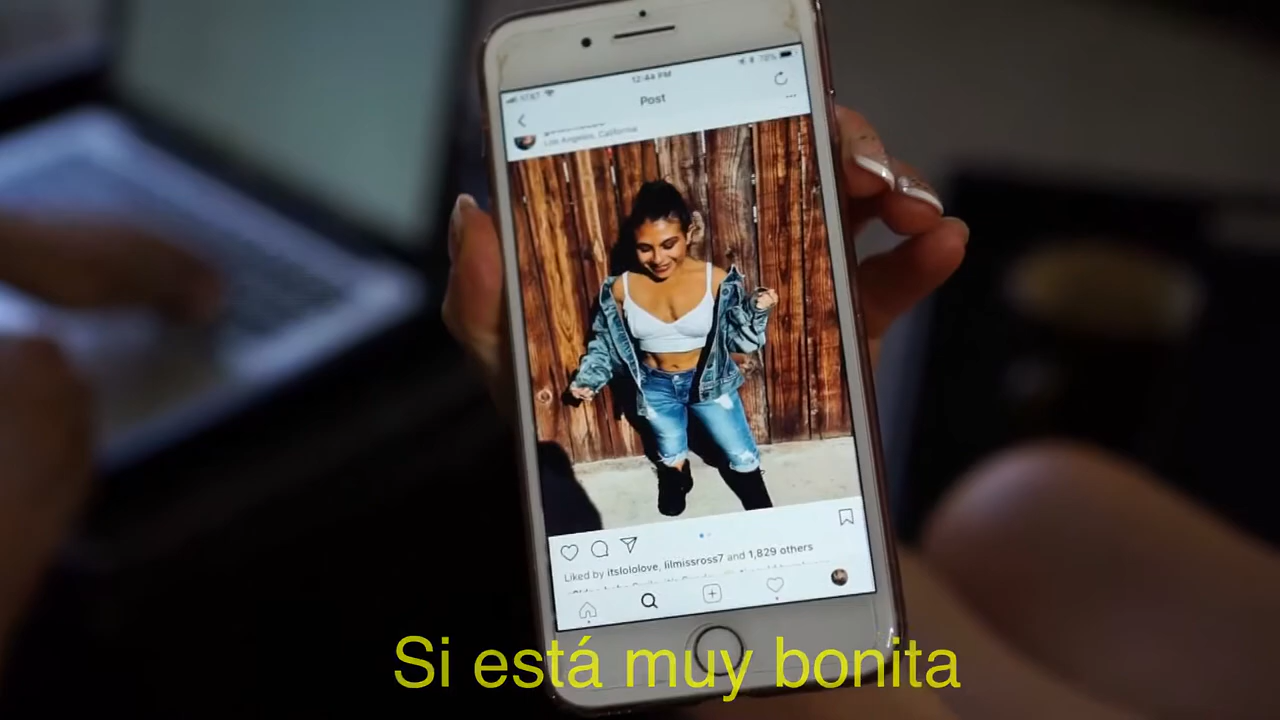 12:44 PM
Post
Los Angeles, California
Liked by itslololove, lilmissross7 and 1,829 others
Si está muy bonita